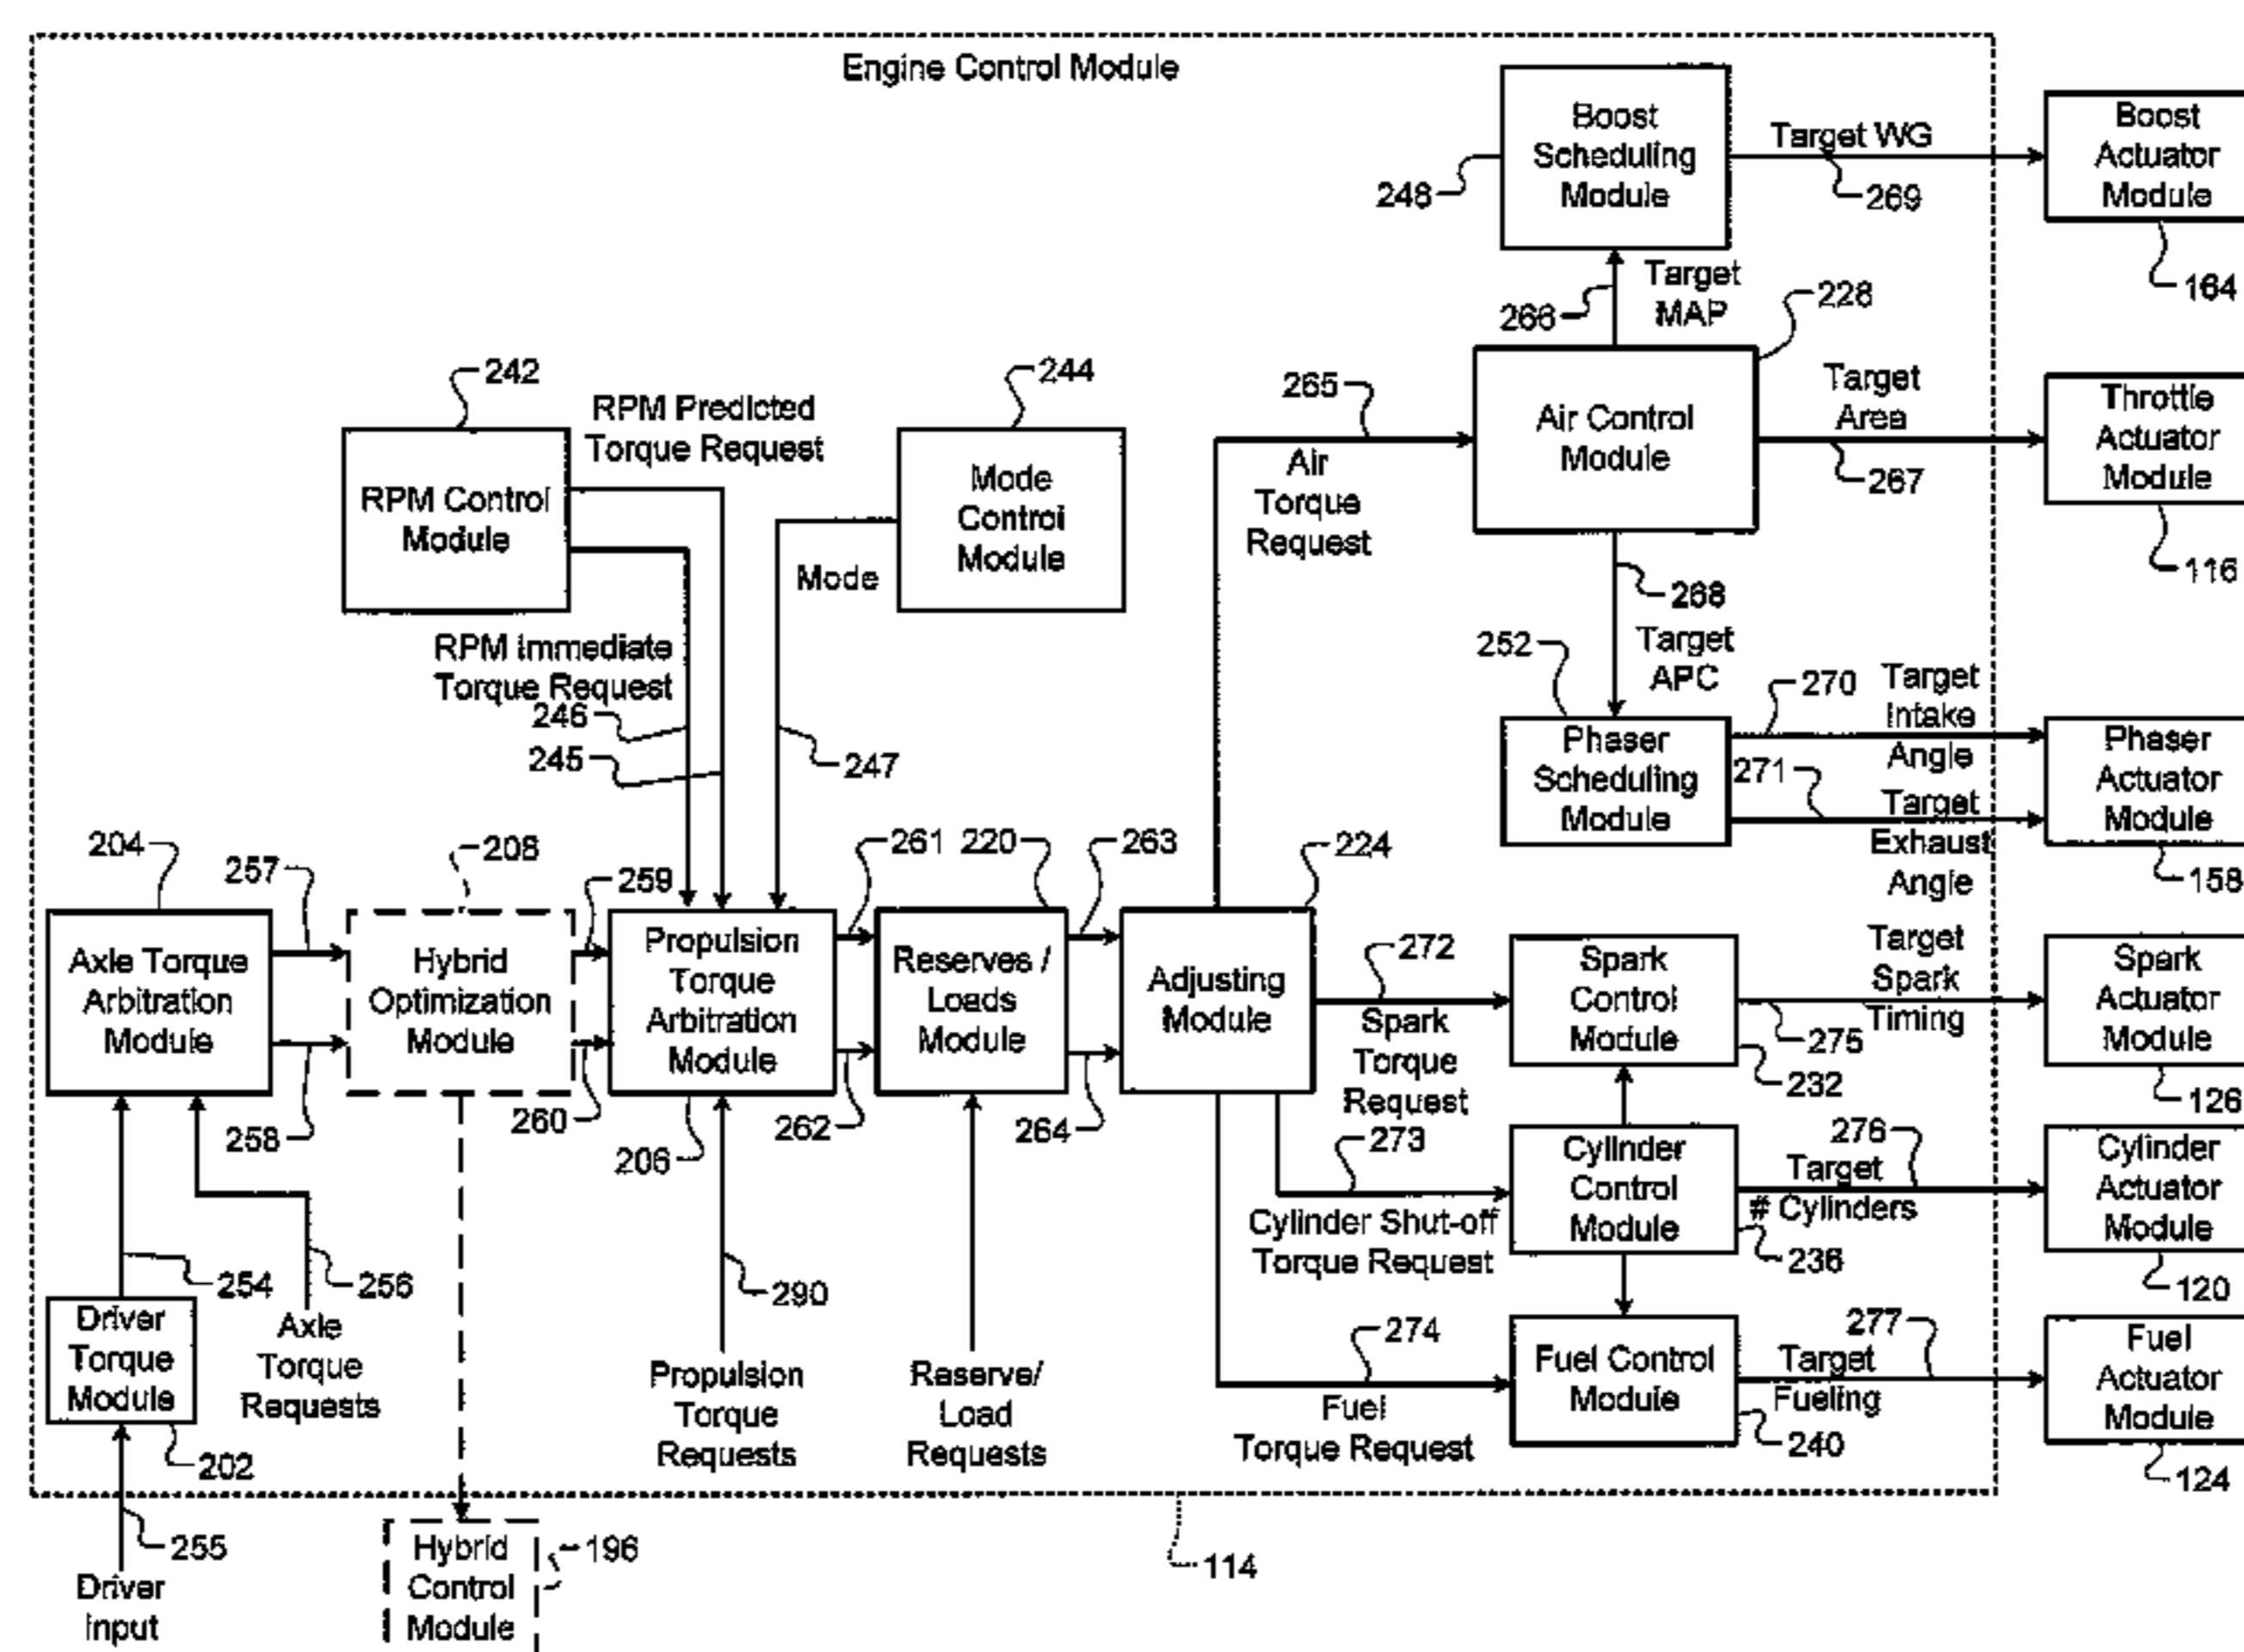 Engine Control Module
Boost
Scheduling
Module
248
Target WG
269
Boost
Actuator
Module
164
266
Target
MAP
228
Air Control
Module
265
Air
Torque
Request
Target
Area
267
Throttle
Actuator
Module
116
242
RPM Control
Module
RPM Predicted
Torque Request
244
Mode
Control
Module
Mode
RPM Immediate
Torque Request
246
245
247
268
Target
APC
252
Phaser
Scheduling
Module
270
Target
Intake
Angle
271
Target
Exhaust
Angle
Phaser
Actuator
Module
158
204
Axle Torque
Arbitration
Module
257
258
208
Hybrid
Optimization
Module
259
260
Propulsion
Torque
Arbitration
Module
206
261
262
220
Reserves /
Loads
Module
263
264
224
Adjusting
Module
272
Spark
Torque
Request
Spark
Control
Module
232
Target
Spark
Timing
275
Spark
Actuator
Module
126
273
Cylinder Shut-off
Torque Request
Cylinder
Control
Module
236
276
Target
# Cylinders
Cylinder
Actuator
Module
120
274
Fuel
Torque Request
Fuel Control
Module
240
277
Target
Fueling
Fuel
Actuator
Module
124
254
256
Driver
Torque
Module
202
Axle
Torque
Requests
290
Propulsion
Torque
Requests
Reserve/
Load
Requests
255
Driver
Input
Hybrid
Control
Module
196
114